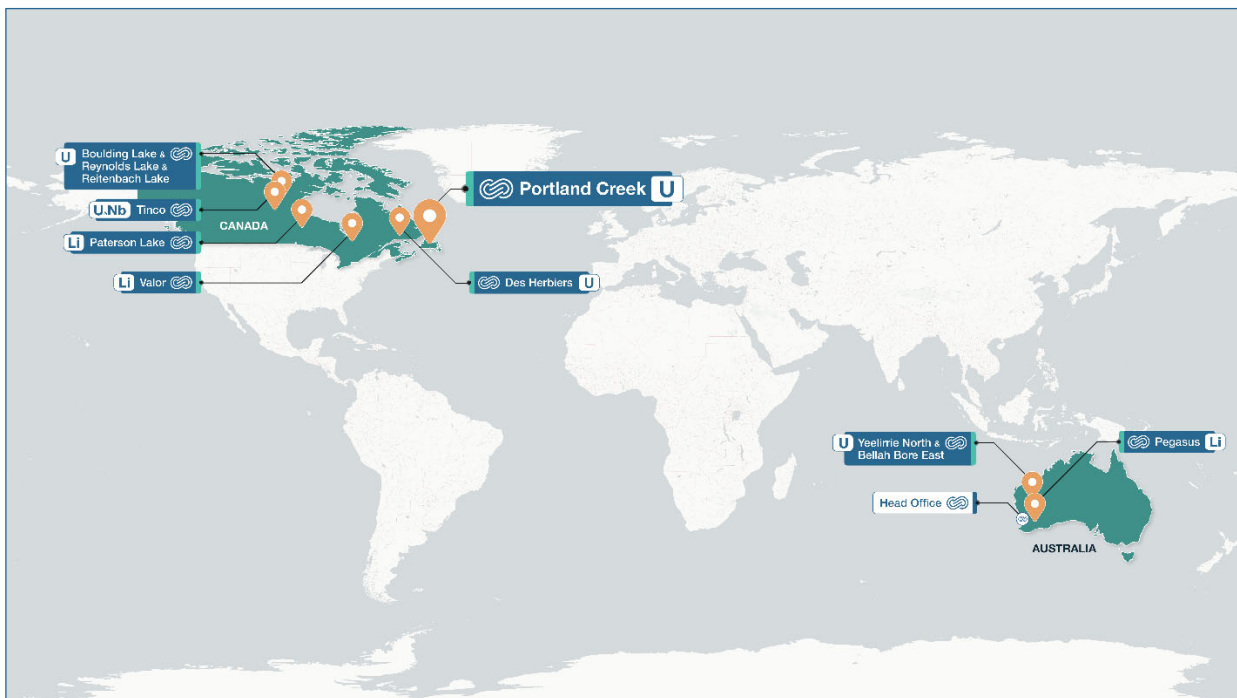 U
Boulding Lake &
Reynolds Lake &
Reitenbach Lake
Portland Creek U
U,Nb Tinco
CANADA
Li Paterson Lake
Li Valor
Des Herbiers U
U
Yeelirrie North &
Bellah Bore East
Pegasus Li
Head Office
AUSTRALIA